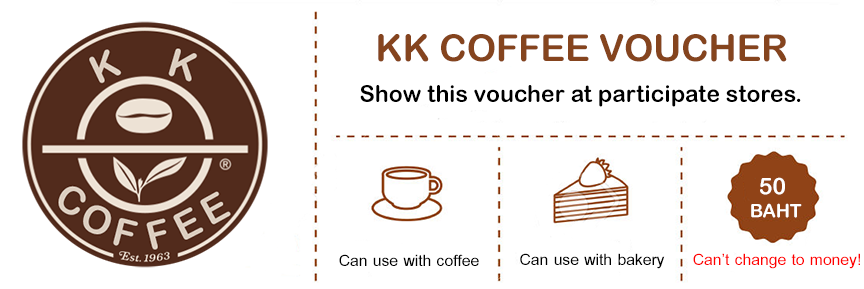 K K
COFFEE
®
Est. 1963
KK COFFEE VOUCHER
Show this voucher at participate stores.
Can use with coffee
Can use with bakery
50
BAHT
Can't change to money!